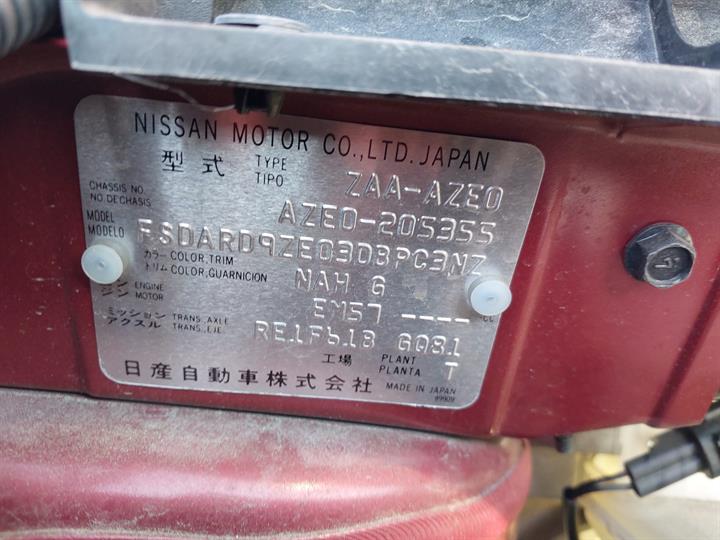 NISSAN MOTOR CO.,LTD. JAPAN
型式 TYPE TIPO ZAA-AZE0
CHASSIS NO. NO.DE CHASIS AZE0-205355
MODEL MODELO FSDARD9ZE03D8PC3NZ
カラー COLOR,TRIM
トリム COLOR,GUARNICION NAH G
ENGINE MOTOR EM57 ---- cc
ミッション TRANS.,AXLE
アクスル TRANS.,EJE RE1F61B G081
工場 PLANT PLANTA T
日産自動車株式会社 MADE IN JAPAN